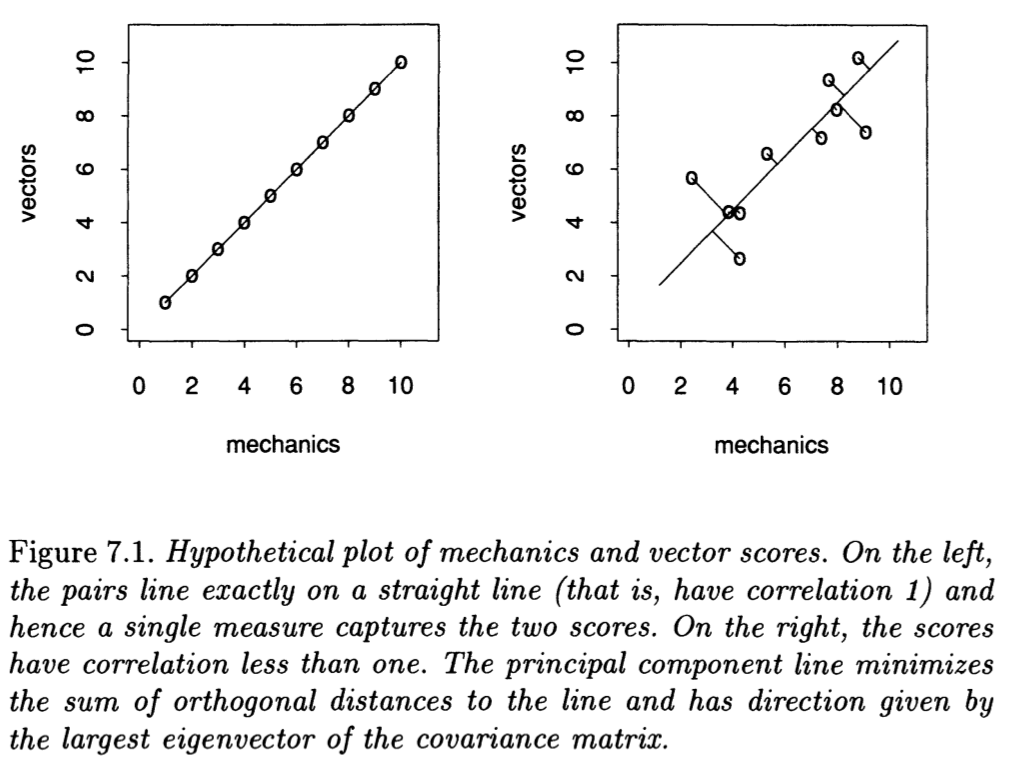 vectors
10
8
6
4
2
0
0 2 4 6 8 10
mechanics
vectors
10
8
6
4
2
0
0 2 4 6 8 10
mechanics
Figure 7.1. Hypothetical plot of mechanics and vector scores. On the left,
the pairs line exactly on a straight line (that is, have correlation 1) and
hence a single measure captures the two scores. On the right, the scores
have correlation less than one. The principal component line minimizes
the sum of orthogonal distances to the line and has direction given by
the largest eigenvector of the covariance matrix.